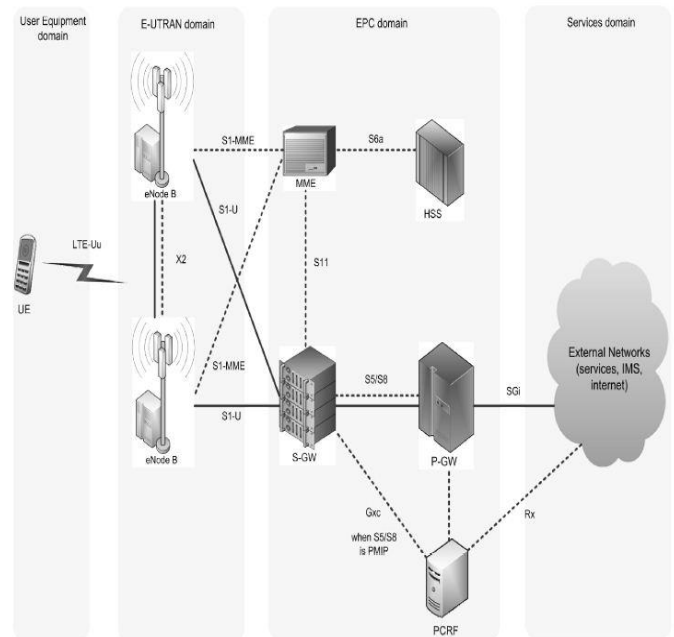 User Equipment
domain
E-UTRAN domain
EPC domain
Services domain
eNode B
S1-MME
MME
S6a
HSS
S1-U
LTE-Uu
UE
X2
S11
S1-MME
eNode B
S1-U
S-GW
S5/S8
P-GW
SGi
External Networks
(services, IMS,
internet)
Gxc
when S5/S8
is PMIP
Rx
PCRF